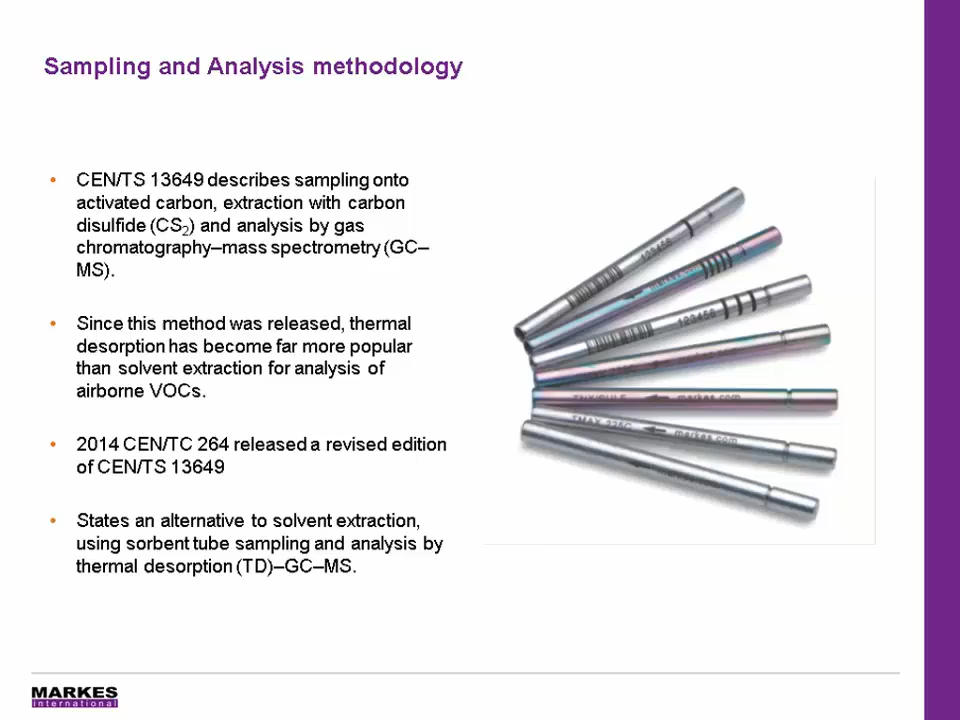 Sampling and Analysis methodology
• CEN/TS 13649 describes sampling onto
activated carbon, extraction with carbon
disulfide (CS₂) and analysis by gas
chromatography–mass spectrometry (GC–
MS).
• Since this method was released, thermal
desorption has become far more popular
than solvent extraction for analysis of
airborne VOCs.
• 2014 CEN/TC 264 released a revised edition
of CEN/TS 13649
• States an alternative to solvent extraction,
using sorbent tube sampling and analysis by
thermal desorption (TD)–GC–MS.
123456
markes.com
123456
markes.com
markes.com
MARKES
international